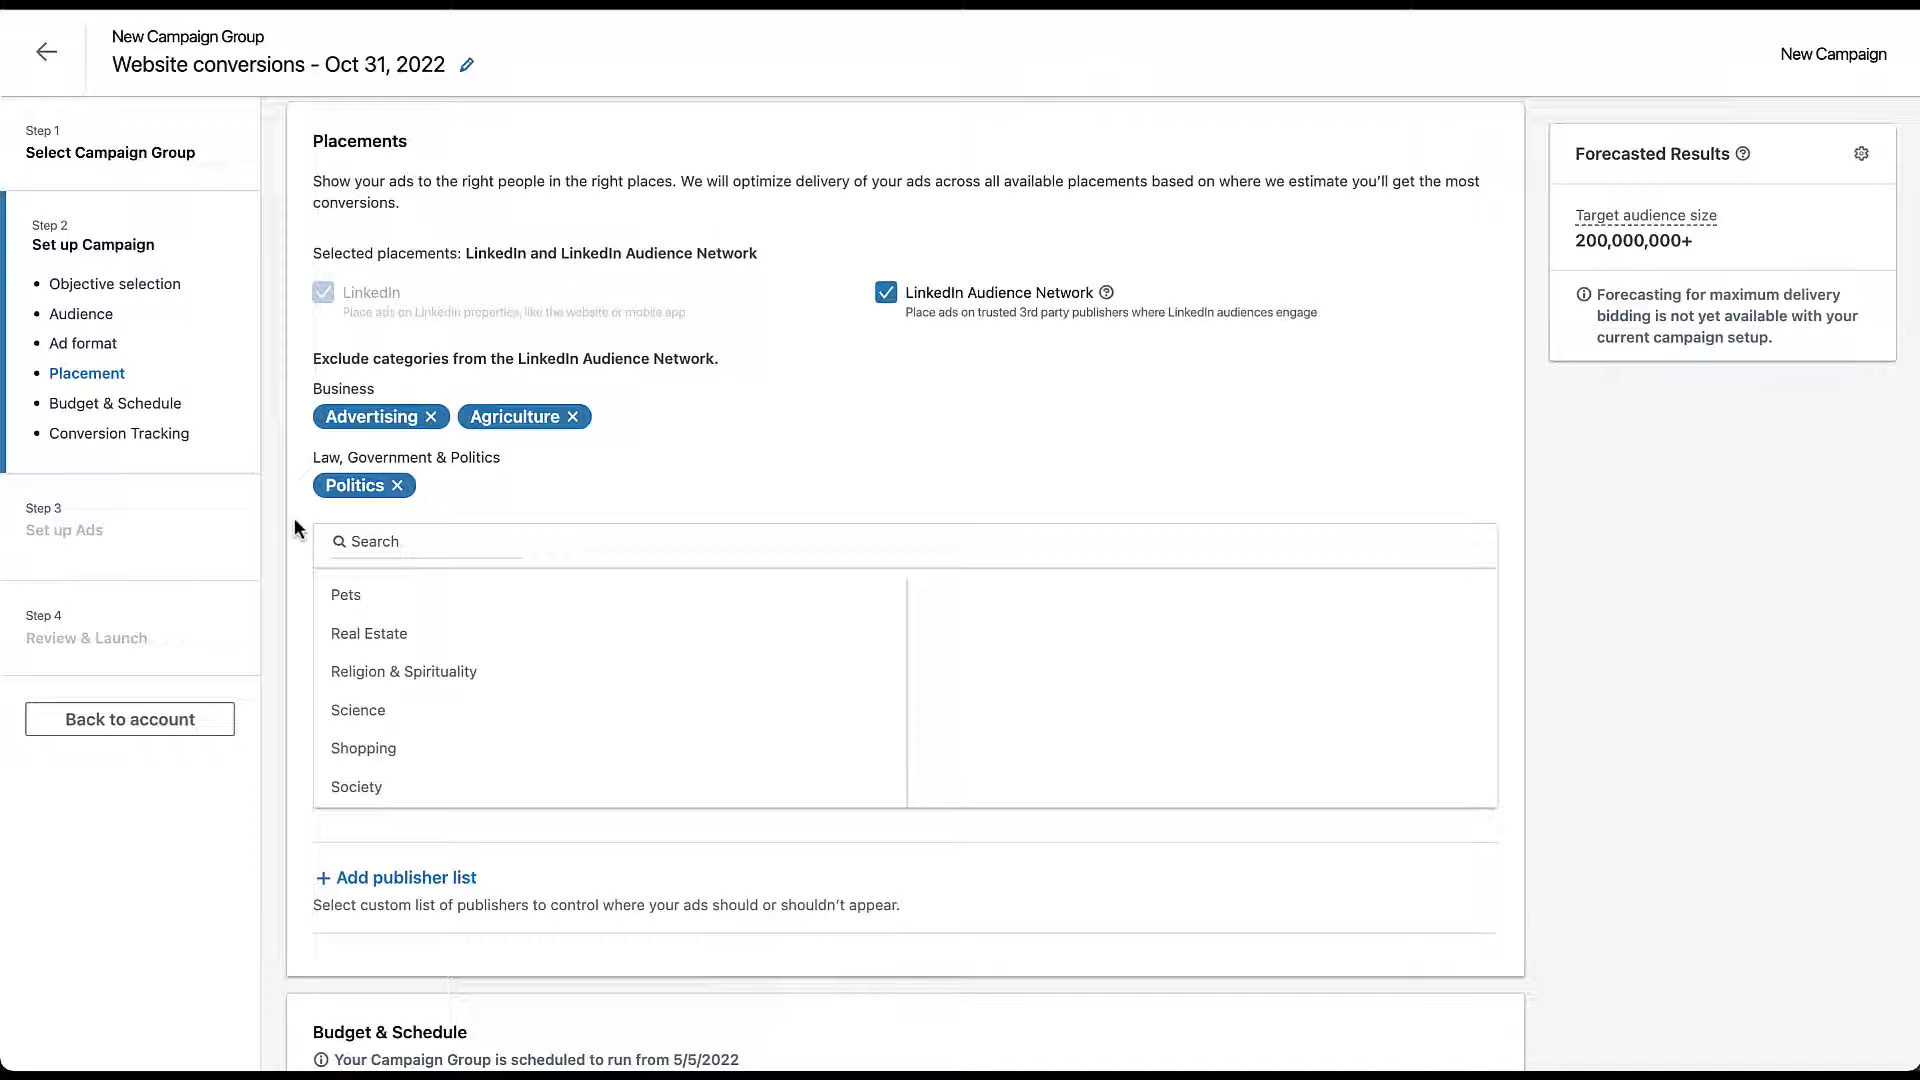 New Campaign Group
Website conversions - Oct 31, 2022
New Campaign
Step 1
Select Campaign Group
Step 2
Set up Campaign
Objective selection
Audience
Ad format
Placement
Budget & Schedule
Conversion Tracking
Step 3
Set up Ads
Step 4
Review & Launch
Back to account
Placements
Show your ads to the right people in the right places. We will optimize delivery of your ads across all available placements based on where we estimate you'll get the most
conversions.
Selected placements: LinkedIn and LinkedIn Audience Network
LinkedIn
Place ads on LinkedIn properties, like the website or mobile app
LinkedIn Audience Network
Place ads on trusted 3rd party publishers where LinkedIn audiences engage
Exclude categories from the LinkedIn Audience Network.
Business
Advertising
Agriculture
Law, Government & Politics
Politics
Search
Pets
Real Estate
Religion & Spirituality
Science
Shopping
Society
+ Add publisher list
Select custom list of publishers to control where your ads should or shouldn't appear.
Budget & Schedule
Your Campaign Group is scheduled to run from 5/5/2022
Forecasted Results
Target audience size
200,000,000+
Forecasting for maximum delivery
bidding is not yet available with your
current campaign setup.